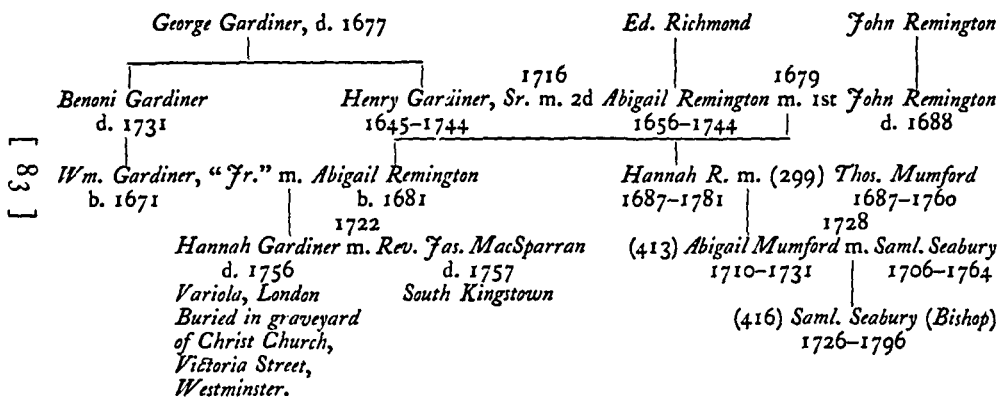 George Gardiner, d. 1677 Ed. Richmond John Remington
1716 1679
Benoni Gardiner Henry Gardiner, Sr. m. 2d Abigail Remington m. 1st John Remington
d. 1731 1645–1744 1656–1744 d. 1688
[ 83 ]
Wm. Gardiner, "Jr." m. Abigail Remington Hannah R. m. (299) Thos. Mumford
b. 1671 b. 1681 1687–1781 1687–1760
1722 1728
Hannah Gardiner m. Rev. Jas. MacSparran (413) Abigail Mumford m. Saml. Seabury
d. 1756 d. 1757 1710–1731 1706–1764
Variola, London South Kingstown
Buried in graveyard (416) Saml. Seabury (Bishop)
of Christ Church, 1726–1796
Victoria Street,
Westminster.